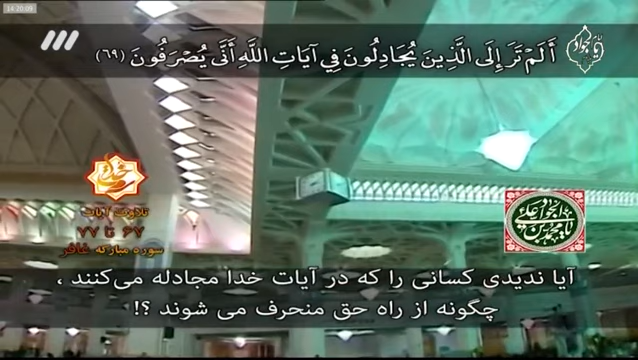 14:20:09
أَلَمْ تَرَ إِلَى الَّذِينَ يُجَادِلُونَ فِي آيَاتِ اللَّهِ أَنَّى يُصْرَفُونَ (٦٩)
تلاوت آیات
۶۷ تا ۷۷
سوره مبارکه غافر
آیا ندیدی کسانی را که در آیات خدا مجادله می‌کنند ،
چگونه از راه حق منحرف می شوند ؟!